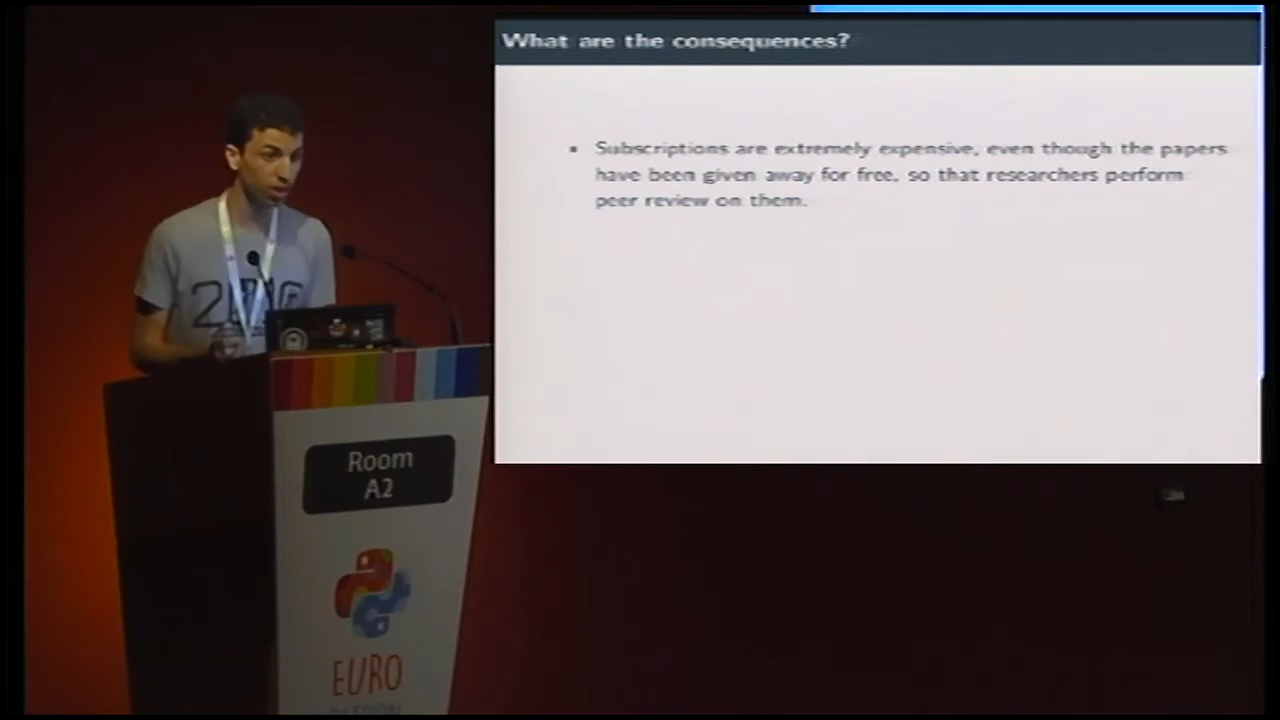 What are the consequences?
Subscriptions are extremely expensive, even though the papers
have been given away for free, so that researchers perform
peer review on them.
Room
A2
EURO